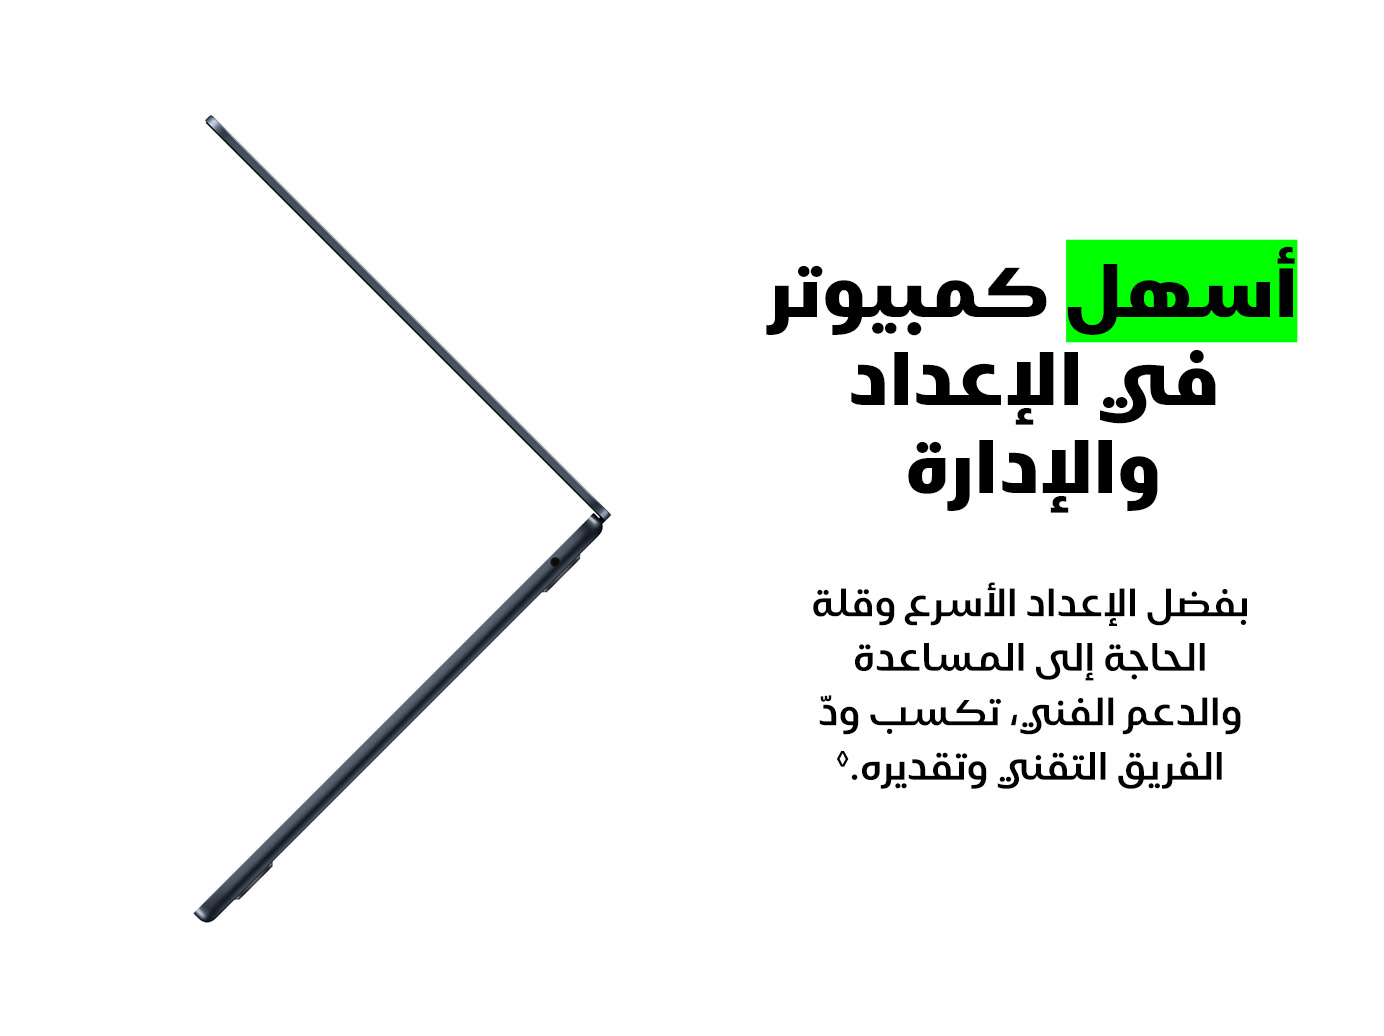 أسهل كمبيوتر
في الإعداد
والإدارة
بفضل الإعداد الأسرع وقلة
الحاجة إلى المساعدة
والدعم الفني، تكسب ودّ
الفريق التقني وتقديره.◊